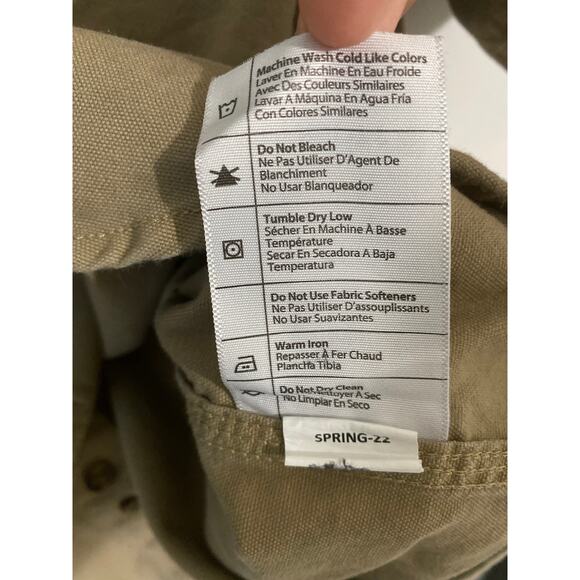 Machine Wash Cold Like Colors
Laver En Machine En Eau Froide
Avec Des Couleurs Similaires
Lavar A Máquina En Agua Fría
Con Colores Similares
Do Not Bleach
Ne Pas Utiliser D'Agent De
Blanchiment
No Usar Blanqueador
Tumble Dry Low
Sécher En Machine À Basse
Température
Secar En Secadora A Baja
Temperatura
Do Not Use Fabric Softeners
Ne Pas Utiliser D'assouplissants
No Usar Suavizantes
Warm Iron
Repasser À Fer Chaud
Plancha Tibia
Do Not Dry Clean
Nettoyer À Sec
No Limpiar En Seco
SPRING-22